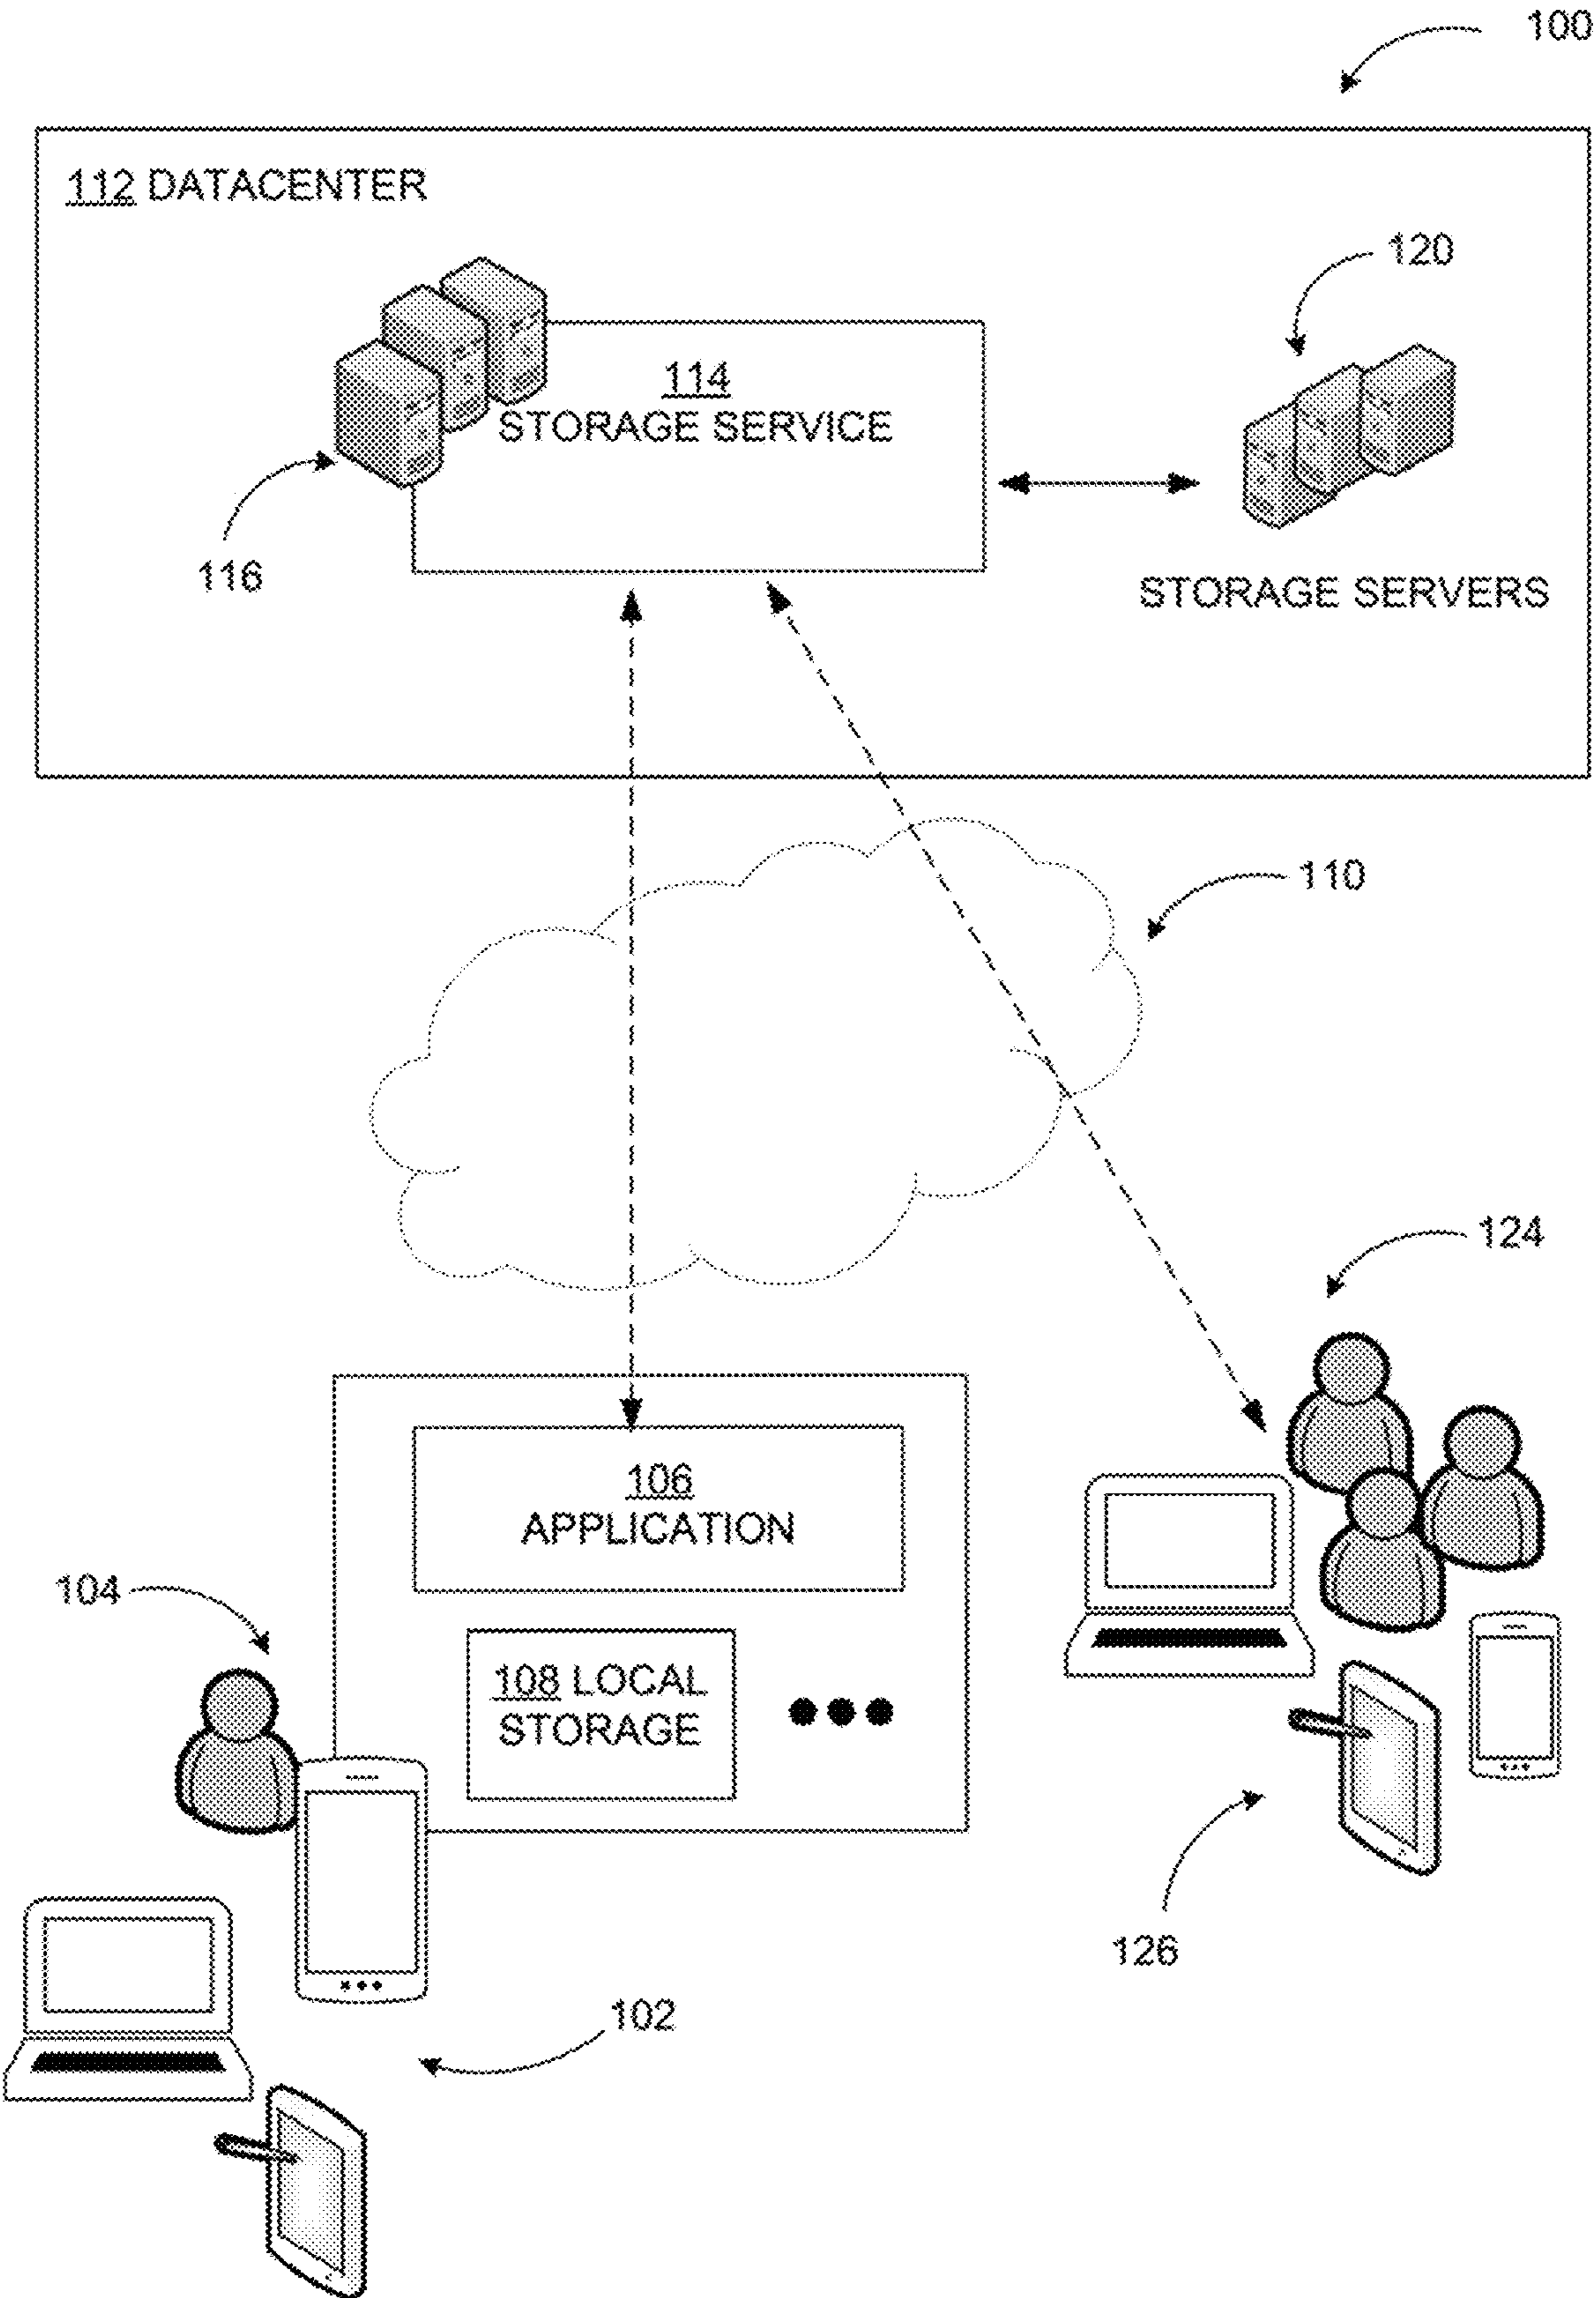 100
112 DATACENTER
120
114
STORAGE SERVICE
116
STORAGE SERVERS
110
124
106
APPLICATION
104
108 LOCAL
STORAGE
126
102